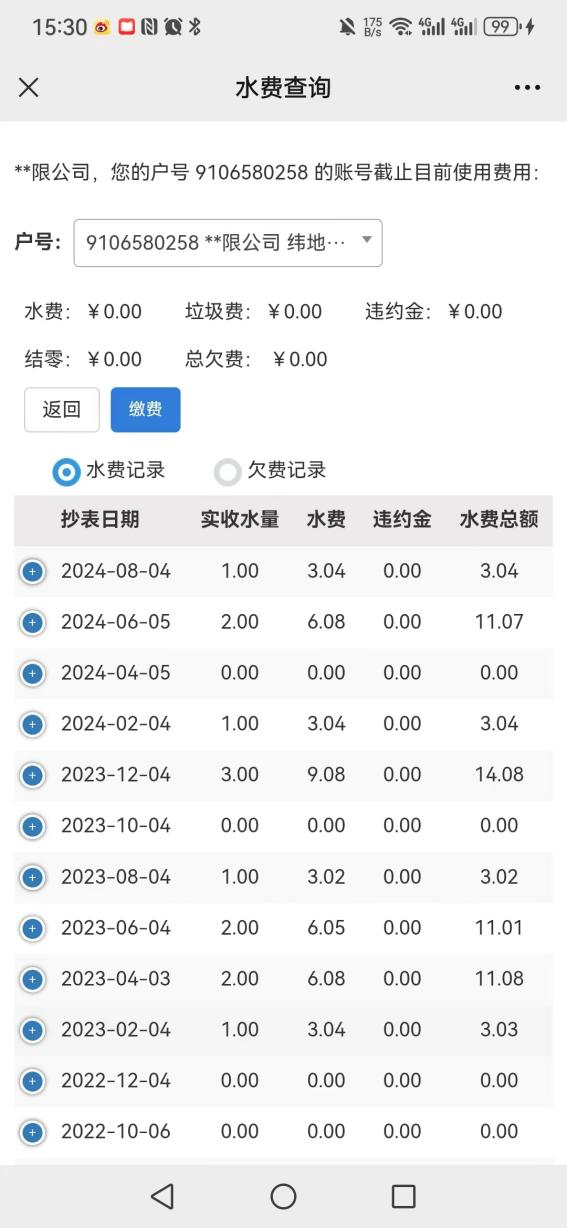 15:30 175 B/s 4G 4G 99
水费查询
**限公司，您的户号 9106580258 的账号截止目前使用费用：
户号： 9106580258 **限公司 纬地…
水费： ￥0.00 垃圾费： ￥0.00 违约金： ￥0.00
结零： ￥0.00 总欠费： ￥0.00
返回 缴费
水费记录 欠费记录
抄表日期 实收水量 水费 违约金 水费总额
2024-08-04 1.00 3.04 0.00 3.04
2024-06-05 2.00 6.08 0.00 11.07
2024-04-05 0.00 0.00 0.00 0.00
2024-02-04 1.00 3.04 0.00 3.04
2023-12-04 3.00 9.08 0.00 14.08
2023-10-04 0.00 0.00 0.00 0.00
2023-08-04 1.00 3.02 0.00 3.02
2023-06-04 2.00 6.05 0.00 11.01
2023-04-03 2.00 6.08 0.00 11.08
2023-02-04 1.00 3.04 0.00 3.03
2022-12-04 0.00 0.00 0.00 0.00
2022-10-06 0.00 0.00 0.00 0.00